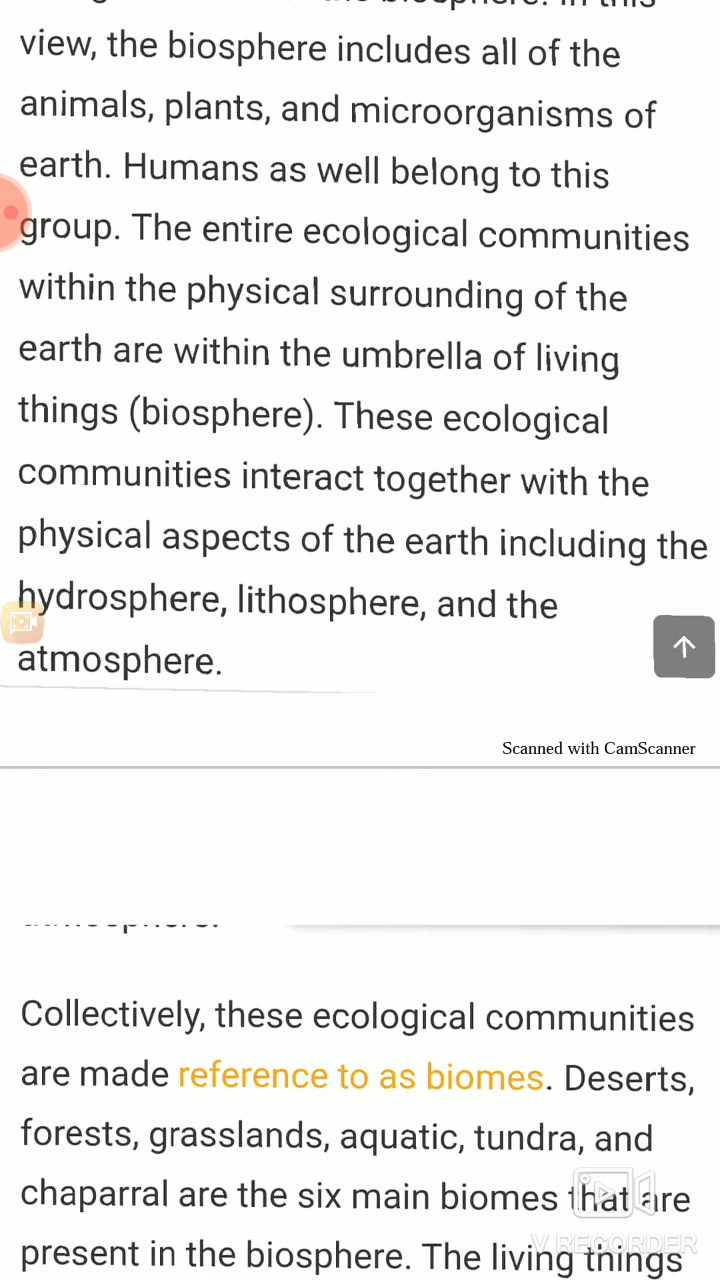 view, the biosphere includes all of the
animals, plants, and microorganisms of
earth. Humans as well belong to this
group. The entire ecological communities
within the physical surrounding of the
earth are within the umbrella of living
things (biosphere). These ecological
communities interact together with the
physical aspects of the earth including the
hydrosphere, lithosphere, and the
atmosphere.
Scanned with CamScanner
Collectively, these ecological communities
are made reference to as biomes. Deserts,
forests, grasslands, aquatic, tundra, and
chaparral are the six main biomes that are
present in the biosphere. The living things
V RECORDER